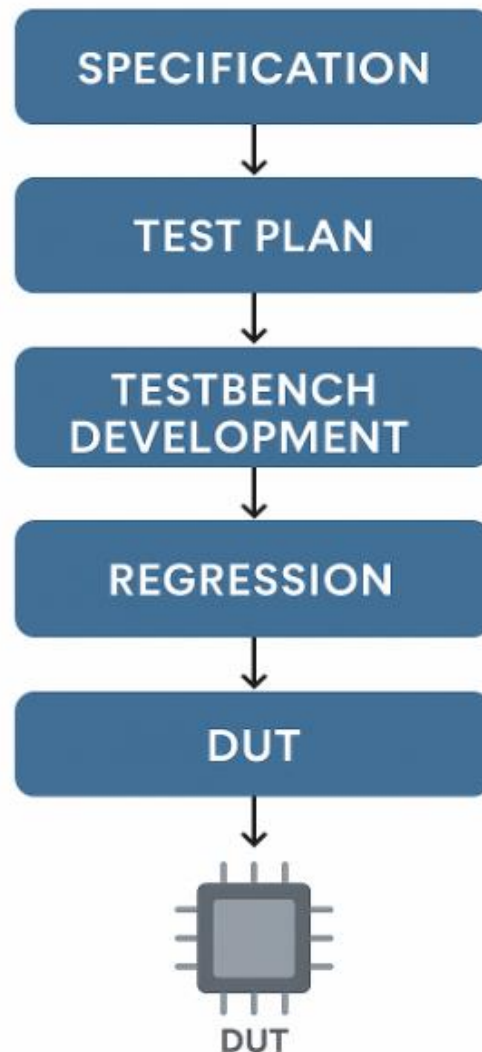 SPECIFICATION
TEST PLAN
TESTBENCH
DEVELOPMENT
REGRESSION
DUT
DUT